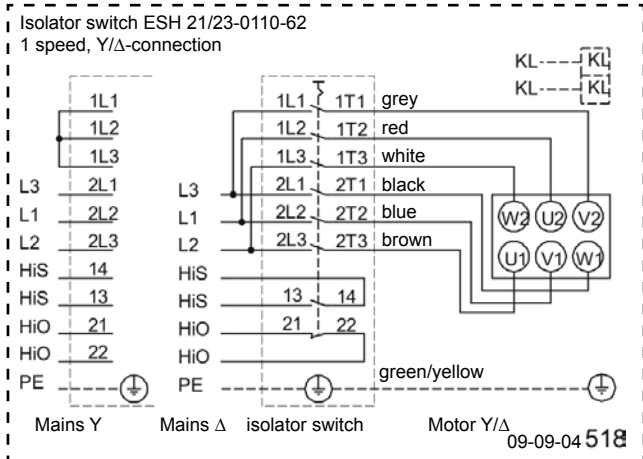 Isolator switch ESH 21/23-0110-62
1 speed, Y/Δ-connection
KL KL
KL KL
1L1 1L1 1T1 grey
1L2 1L2 1T2 red
1L3 1L3 1T3 white
L3 2L1 L3 2L1 2T1 black
L1 2L2 L1 2L2 2T2 blue
L2 2L3 L2 2L3 2T3 brown
W2 U2 V2
U1 V1 W1
HiS 14 HiS
HiS 13 HiS 13 14
HiO 21 HiO 21 22
HiO 22 HiO
PE PE green/yellow
Mains Y Mains Δ isolator switch Motor Y/Δ
09-09-04 518